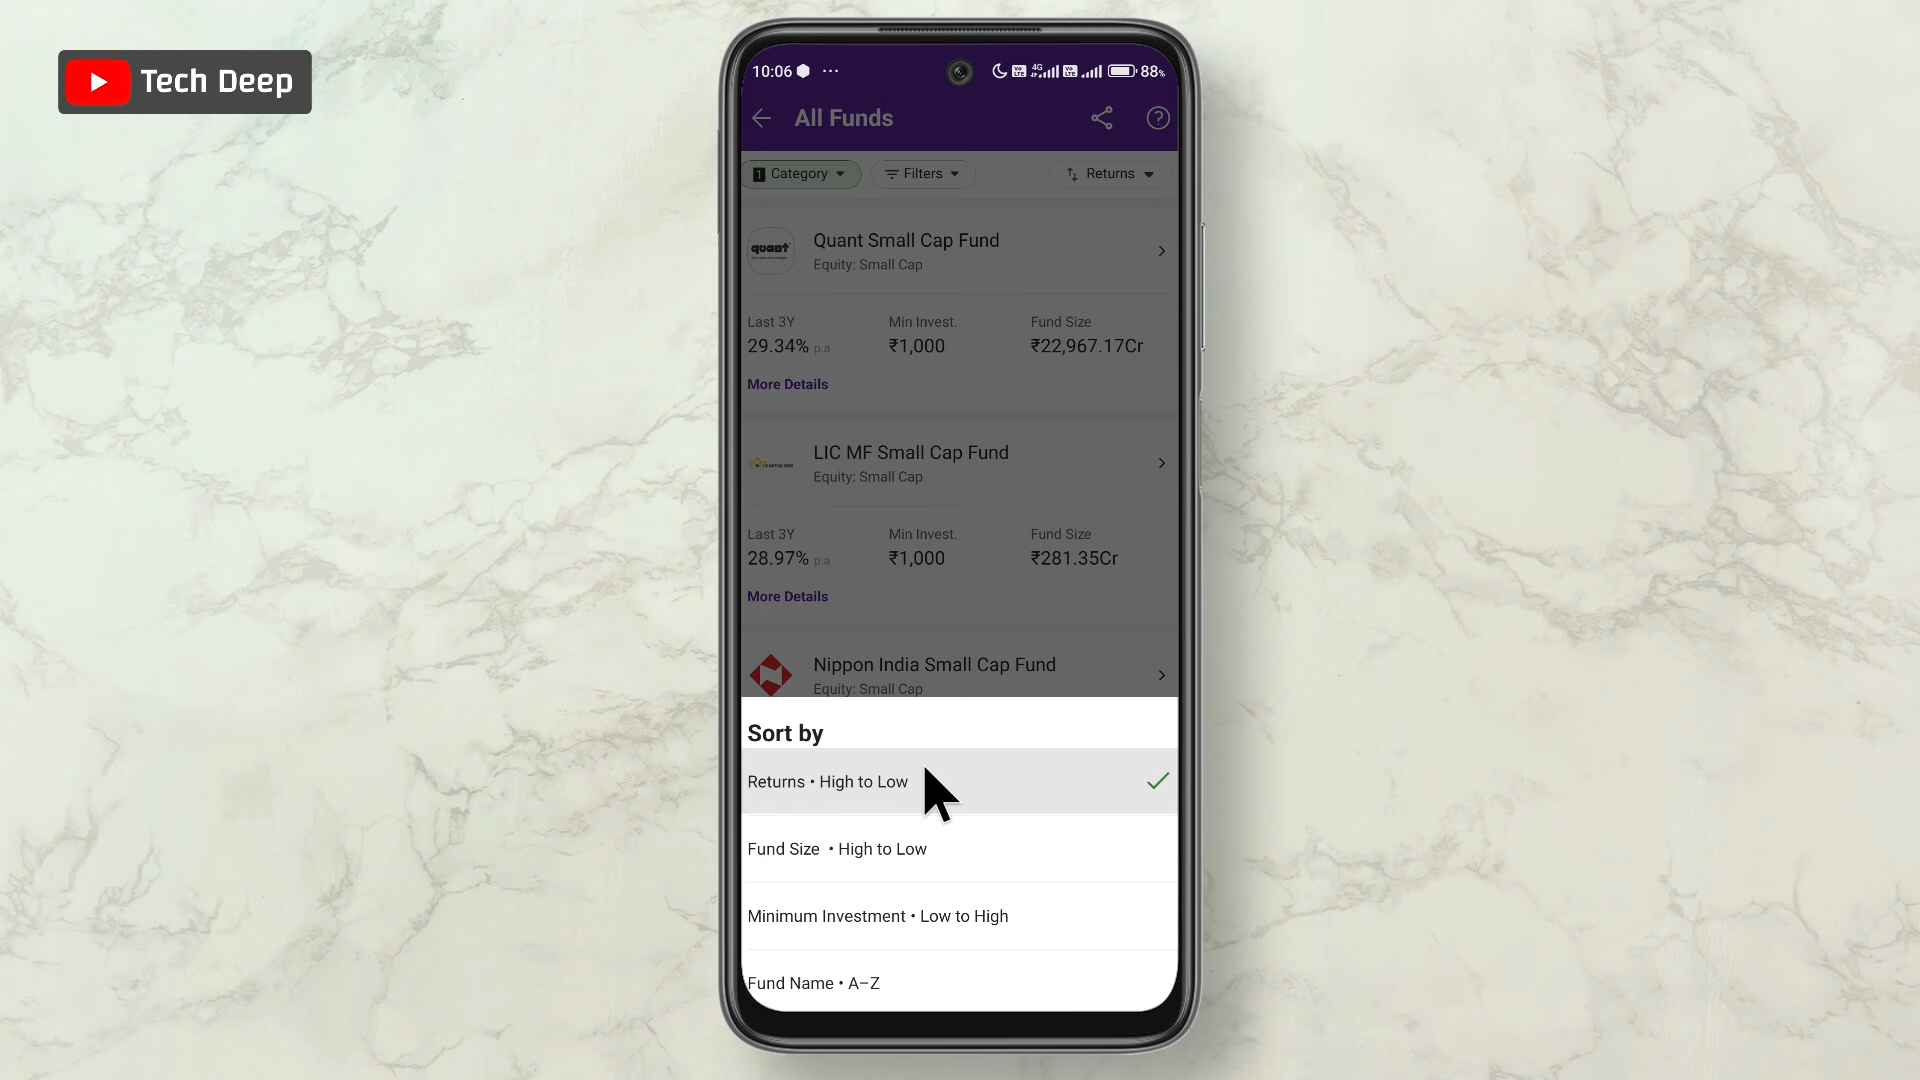 Tech Deep
10:06 88%
All Funds
1 Category Filters Returns
quant
Quant Small Cap Fund
Equity: Small Cap
Last 3Y Min Invest. Fund Size
29.34% p.a ₹1,000 ₹22,967.17Cr
More Details
LIC MF Small Cap Fund
Equity: Small Cap
Last 3Y Min Invest. Fund Size
28.97% p.a ₹1,000 ₹281.35Cr
More Details
Nippon India Small Cap Fund
Equity: Small Cap
Sort by
Returns • High to Low
Fund Size • High to Low
Minimum Investment • Low to High
Fund Name • A–Z